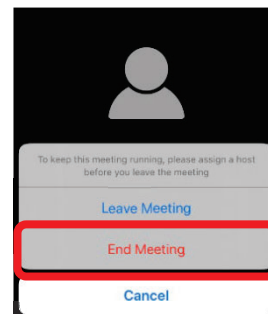 To keep this meeting running, please assign a host
before you leave the meeting
Leave Meeting
End Meeting
Cancel